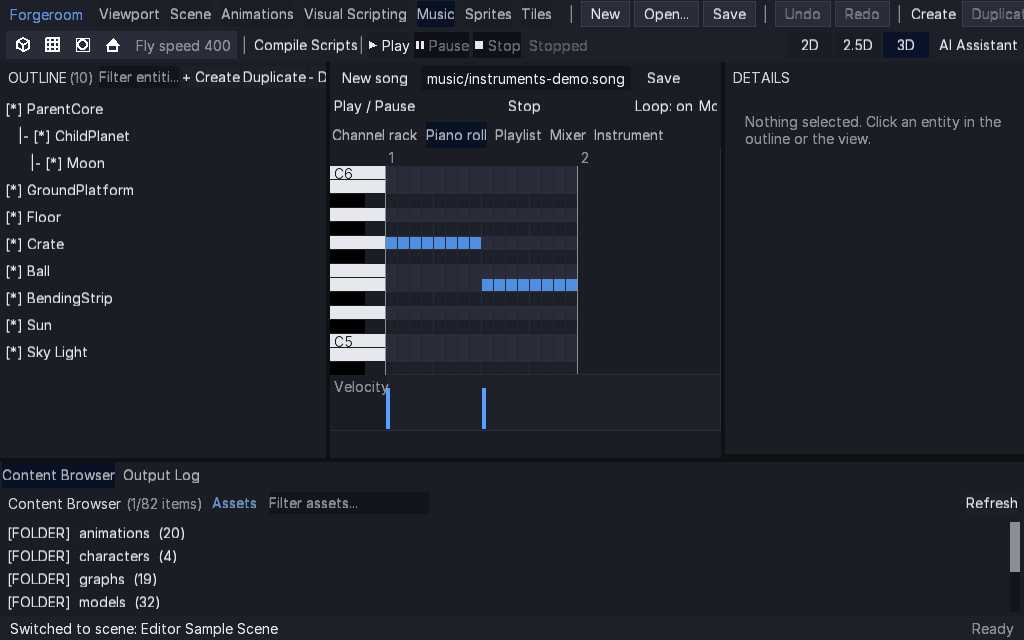 Forgeroom Viewport Scene Animations Visual Scripting Music Sprites Tiles | New Open... Save | Undo Redo | Create Duplicat
Fly speed 400 | Compile Scripts | Play Pause Stop Stopped 2D 2.5D 3D AI Assistant
OUTLINE (10) Filter entiti... + Create Duplicate - D
[*] ParentCore
|- [*] ChildPlanet
|- [*] Moon
[*] GroundPlatform
[*] Floor
[*] Crate
[*] Ball
[*] BendingStrip
[*] Sun
[*] Sky Light
New song music/instruments-demo.song Save
Play / Pause Stop Loop: on Mo
Channel rack Piano roll Playlist Mixer Instrument
1 2
C6
C5
Velocity
DETAILS
Nothing selected. Click an entity in the
outline or the view.
Content Browser Output Log
Content Browser (1/82 items) Assets Filter assets... Refresh
[FOLDER] animations (20)
[FOLDER] characters (4)
[FOLDER] graphs (19)
[FOLDER] models (32)
Switched to scene: Editor Sample Scene Ready